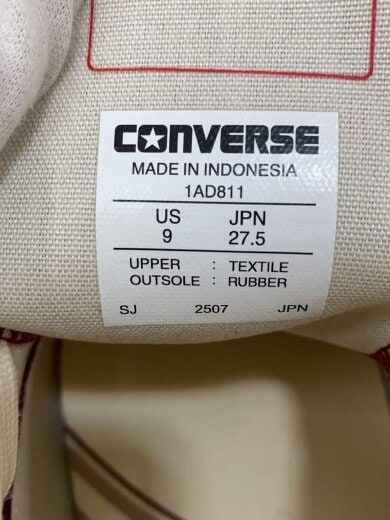 CONVERSE
MADE IN INDONESIA
1AD811
US JPN
9 27.5
UPPER : TEXTILE
OUTSOLE : RUBBER
SJ 2507 JPN